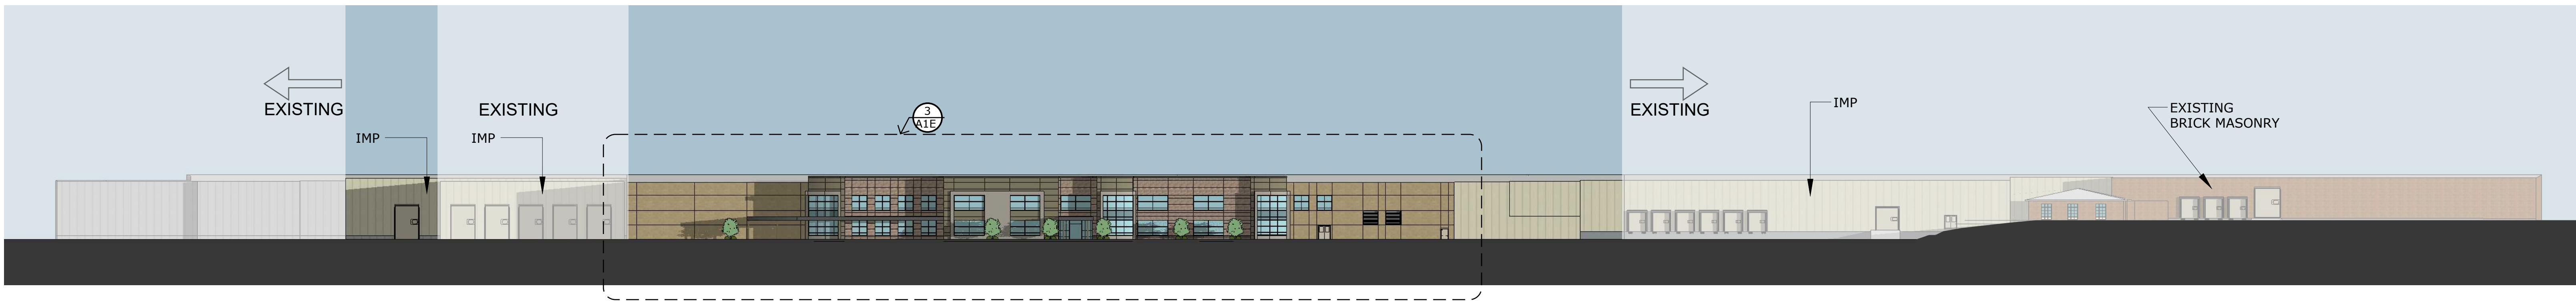 EXISTING
IMP
EXISTING
IMP
3
A1E
EXISTING
IMP
EXISTING
BRICK MASONRY